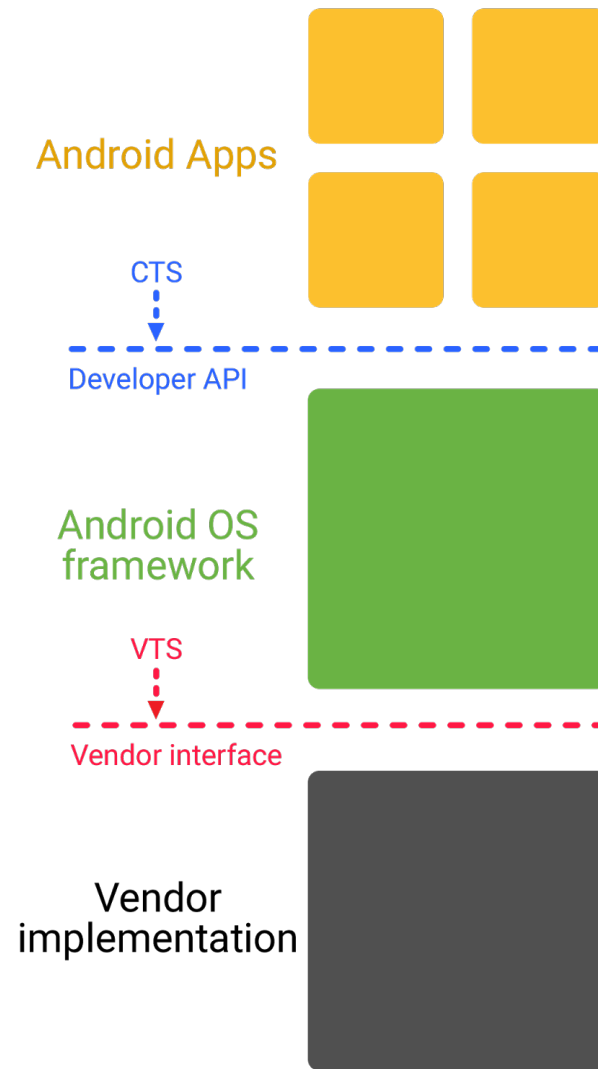 Android Apps
CTS
Developer API
Android OS
framework
VTS
Vendor interface
Vendor
implementation